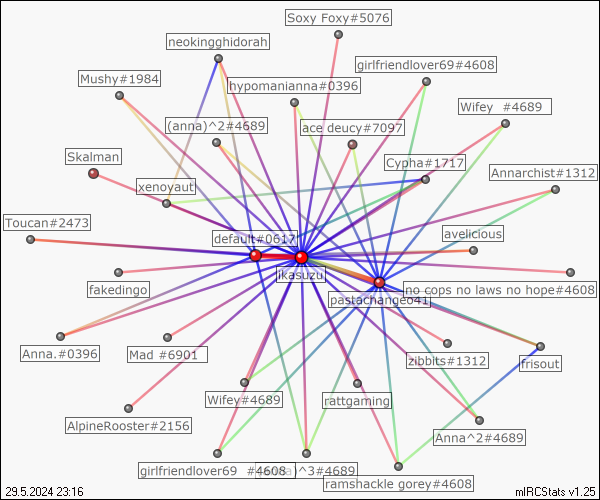 Soxy Foxy#5076
neokingghidorah
girlfriendlover69#4608
Mushy#1984
hypomanianna#0396
Wifey #4689
(anna)^2#4689
ace deucy#7097
Skalman
Cypha#1717
Annarchist#1312
xenoyaut
Toucan#2473
default#0617
avelicious
jkasuzu
fakedingo
no cops no laws no hope#4608
pastachange041
Anna.#0396
Mad #6901
zibbits#1312
frisout
Wifey#4689
rattgaming
AlpineRooster#2156
Anna^2#4689
girlfriendlover69 #4608
)^3#4689
ramshackle gorey#4608
29.5.2024 23:16
mIRCStats v1.25